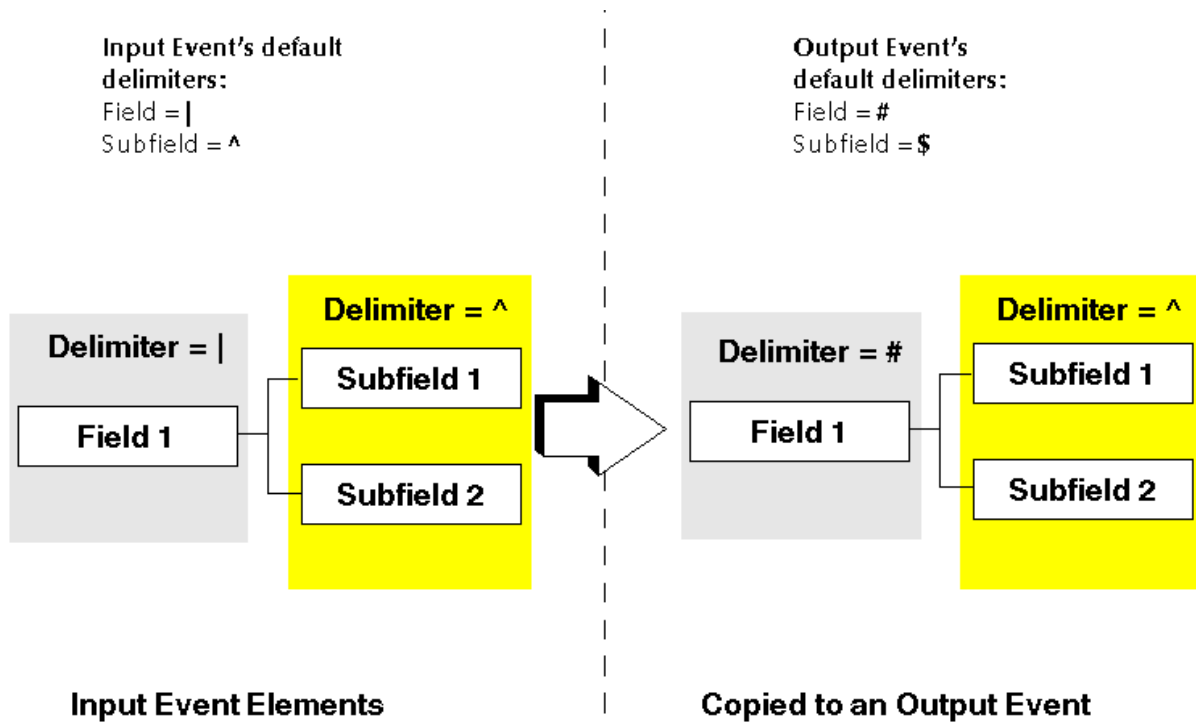 Input Event's default
delimiters:
Field = |
Subfield = ^
Output Event's
default delimiters:
Field = #
Subfield = $
Delimiter = |
Field 1
Delimiter = ^
Subfield 1
Subfield 2
Delimiter = #
Field 1
Delimiter = ^
Subfield 1
Subfield 2
Input Event Elements
Copied to an Output Event